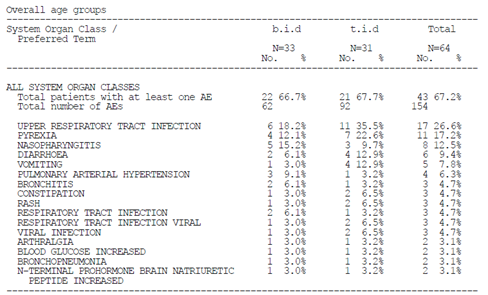 Overall age groups
System Organ Class / b.i.d t.i.d Total
Preferred Term
N=33 N=31 N=64
No. % No. % No. %
ALL SYSTEM ORGAN CLASSES
Total patients with at least one AE 22 66.7% 21 67.7% 43 67.2%
Total number of AEs 62 92 154
UPPER RESPIRATORY TRACT INFECTION 6 18.2% 11 35.5% 17 26.6%
PYREXIA 4 12.1% 7 22.6% 11 17.2%
NASOPHARYNGITIS 5 15.2% 3 9.7% 8 12.5%
DIARRHOEA 2 6.1% 4 12.9% 6 9.4%
VOMITING 1 3.0% 4 12.9% 5 7.8%
PULMONARY ARTERIAL HYPERTENSION 3 9.1% 1 3.2% 4 6.3%
BRONCHITIS 2 6.1% 1 3.2% 3 4.7%
CONSTIPATION 1 3.0% 2 6.5% 3 4.7%
RASH 1 3.0% 2 6.5% 3 4.7%
RESPIRATORY TRACT INFECTION 2 6.1% 1 3.2% 3 4.7%
RESPIRATORY TRACT INFECTION VIRAL 1 3.0% 2 6.5% 3 4.7%
VIRAL INFECTION 1 3.0% 2 6.5% 3 4.7%
ARTHRALGIA 1 3.0% 1 3.2% 2 3.1%
BLOOD GLUCOSE INCREASED 1 3.0% 1 3.2% 2 3.1%
BRONCHOPNEUMONIA 1 3.0% 1 3.2% 2 3.1%
N-TERMINAL PROHORMONE BRAIN NATRIURETIC 1 3.0% 1 3.2% 2 3.1%
PEPTIDE INCREASED